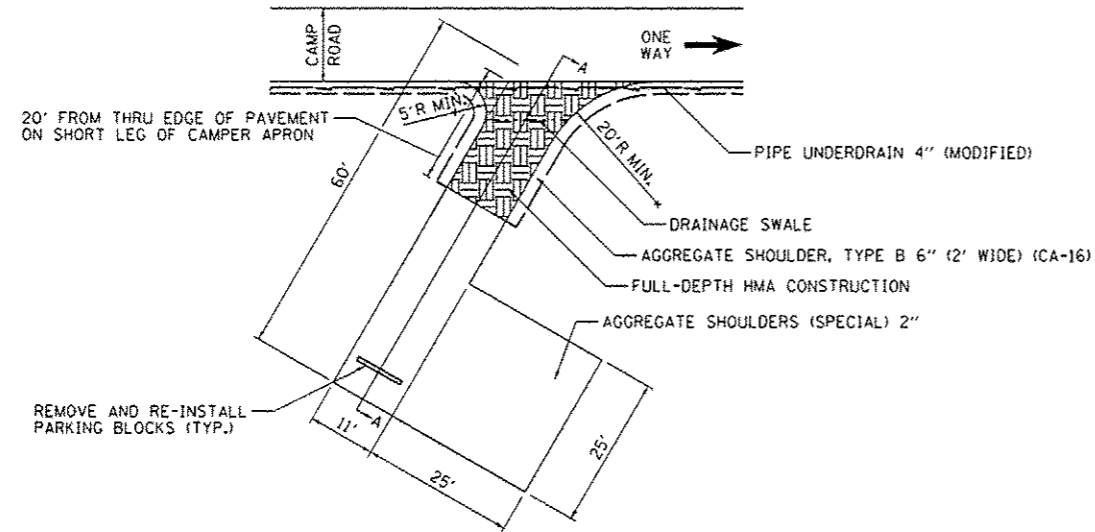 CAMP
ROAD
ONE
WAY
A
20' FROM THRU EDGE OF PAVEMENT
ON SHORT LEG OF CAMPER APRON
5'R MIN.
20'R MIN.
60'
PIPE UNDERDRAIN 4" (MODIFIED)
DRAINAGE SWALE
AGGREGATE SHOULDER, TYPE B 6" (2' WIDE) (CA-16)
FULL-DEPTH HMA CONSTRUCTION
AGGREGATE SHOULDERS (SPECIAL) 2"
REMOVE AND RE-INSTALL
PARKING BLOCKS (TYP.)
A
11'
25'
25'